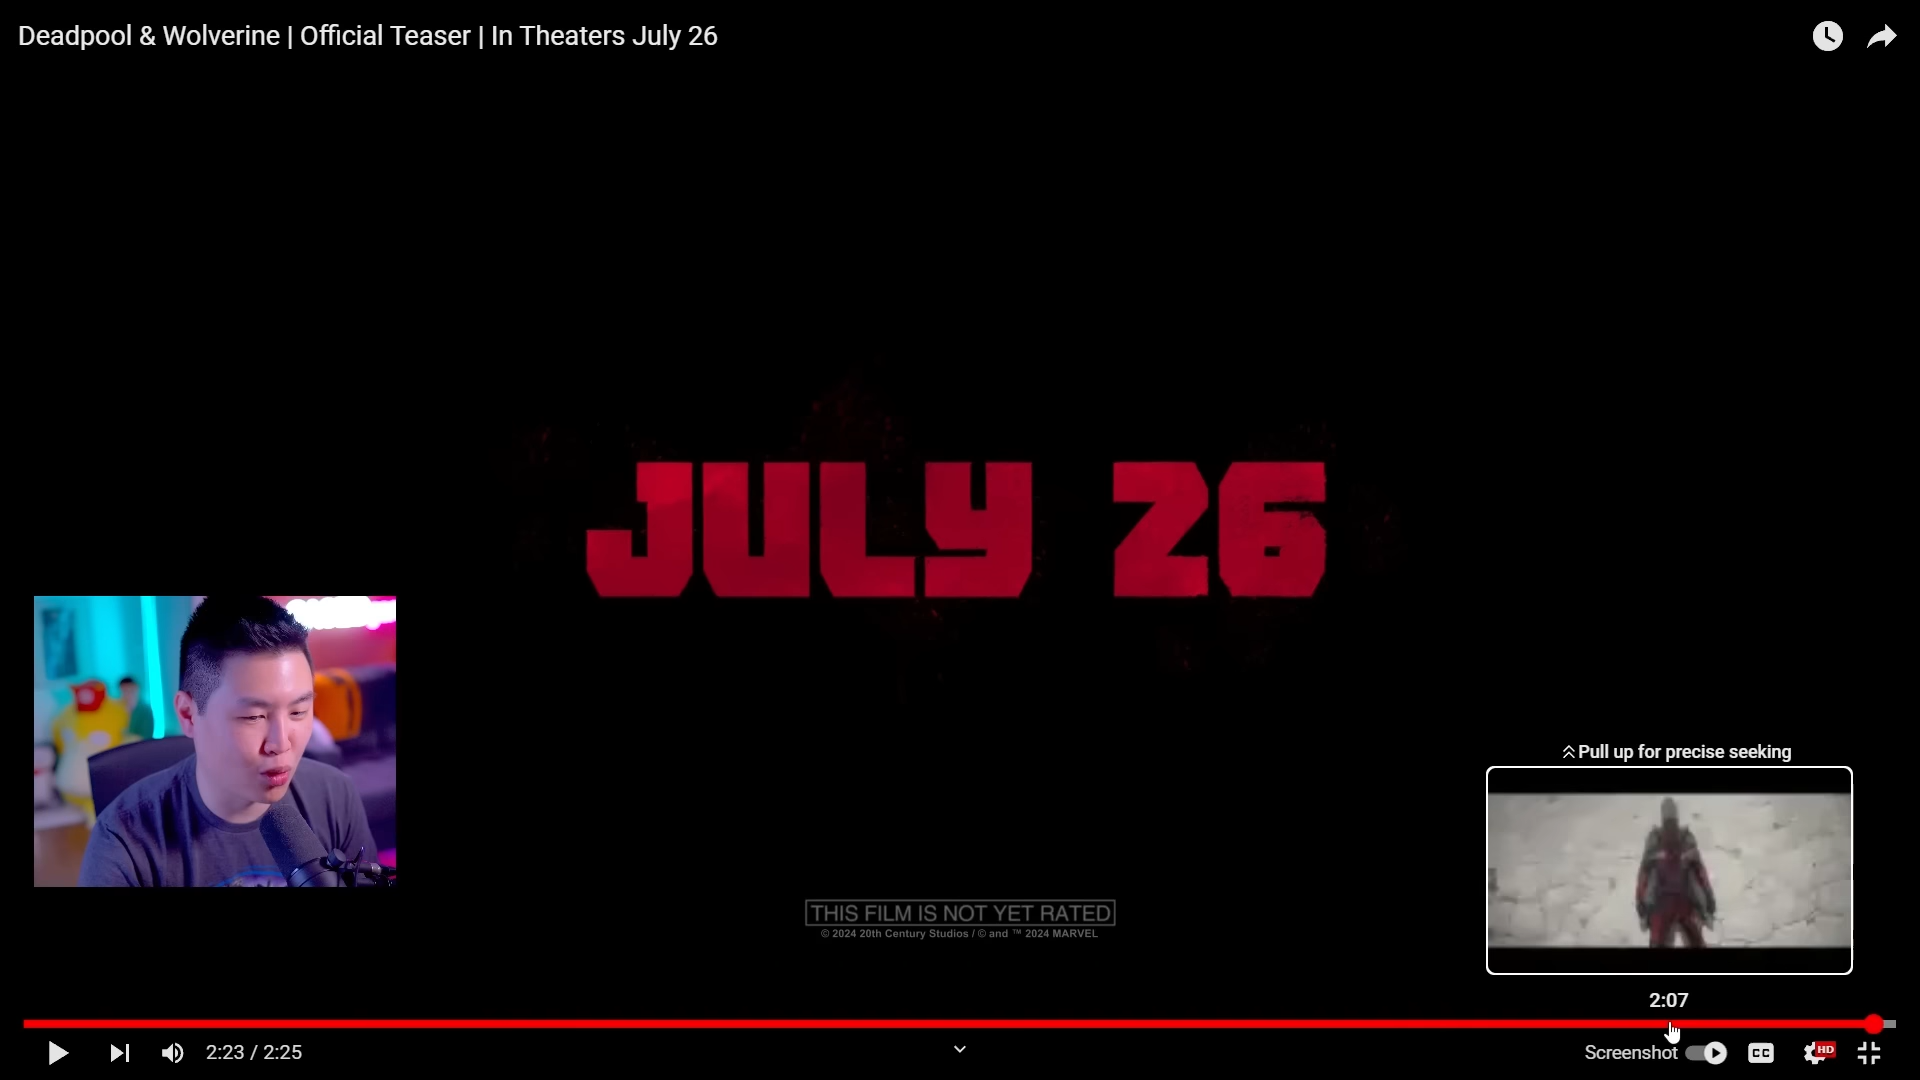 Deadpool & Wolverine | Official Teaser | In Theaters July 26
JULY 26
Pull up for precise seeking
THIS FILM IS NOT YET RATED
© 2024 20th Century Studios / © and ™ 2024 MARVEL
2:07
2:23 / 2:25
Screenshot
CC
HD